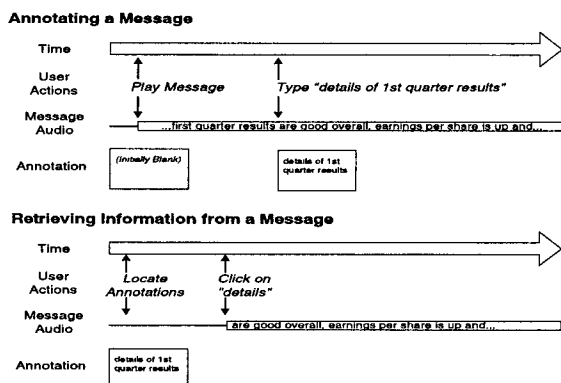 Annotating a Message
Time
User
Actions
Play Message
Type "details of 1st quarter results"
Message
Audio
...first quarter results are good overall, earnings per share is up and...
Annotation
(Initially Blank)
details of 1st
quarter results
Retrieving Information from a Message
Time
User
Actions
Locate
Annotations
Click on
"details"
Message
Audio
are good overall, earnings per share is up and...
Annotation
details of 1st
quarter results